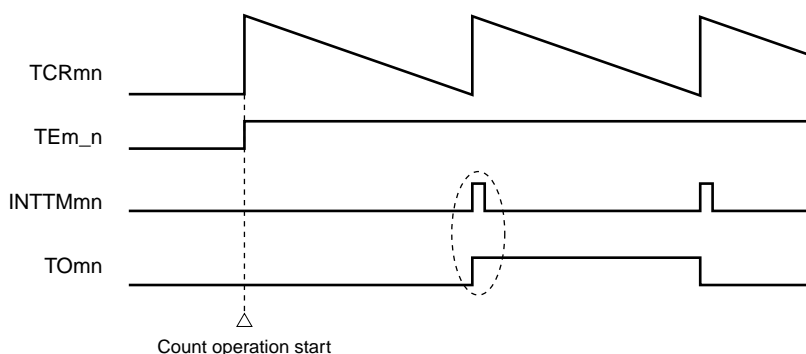 TCRmn
TEm_n
INTTMmn
TOmn
Count operation start